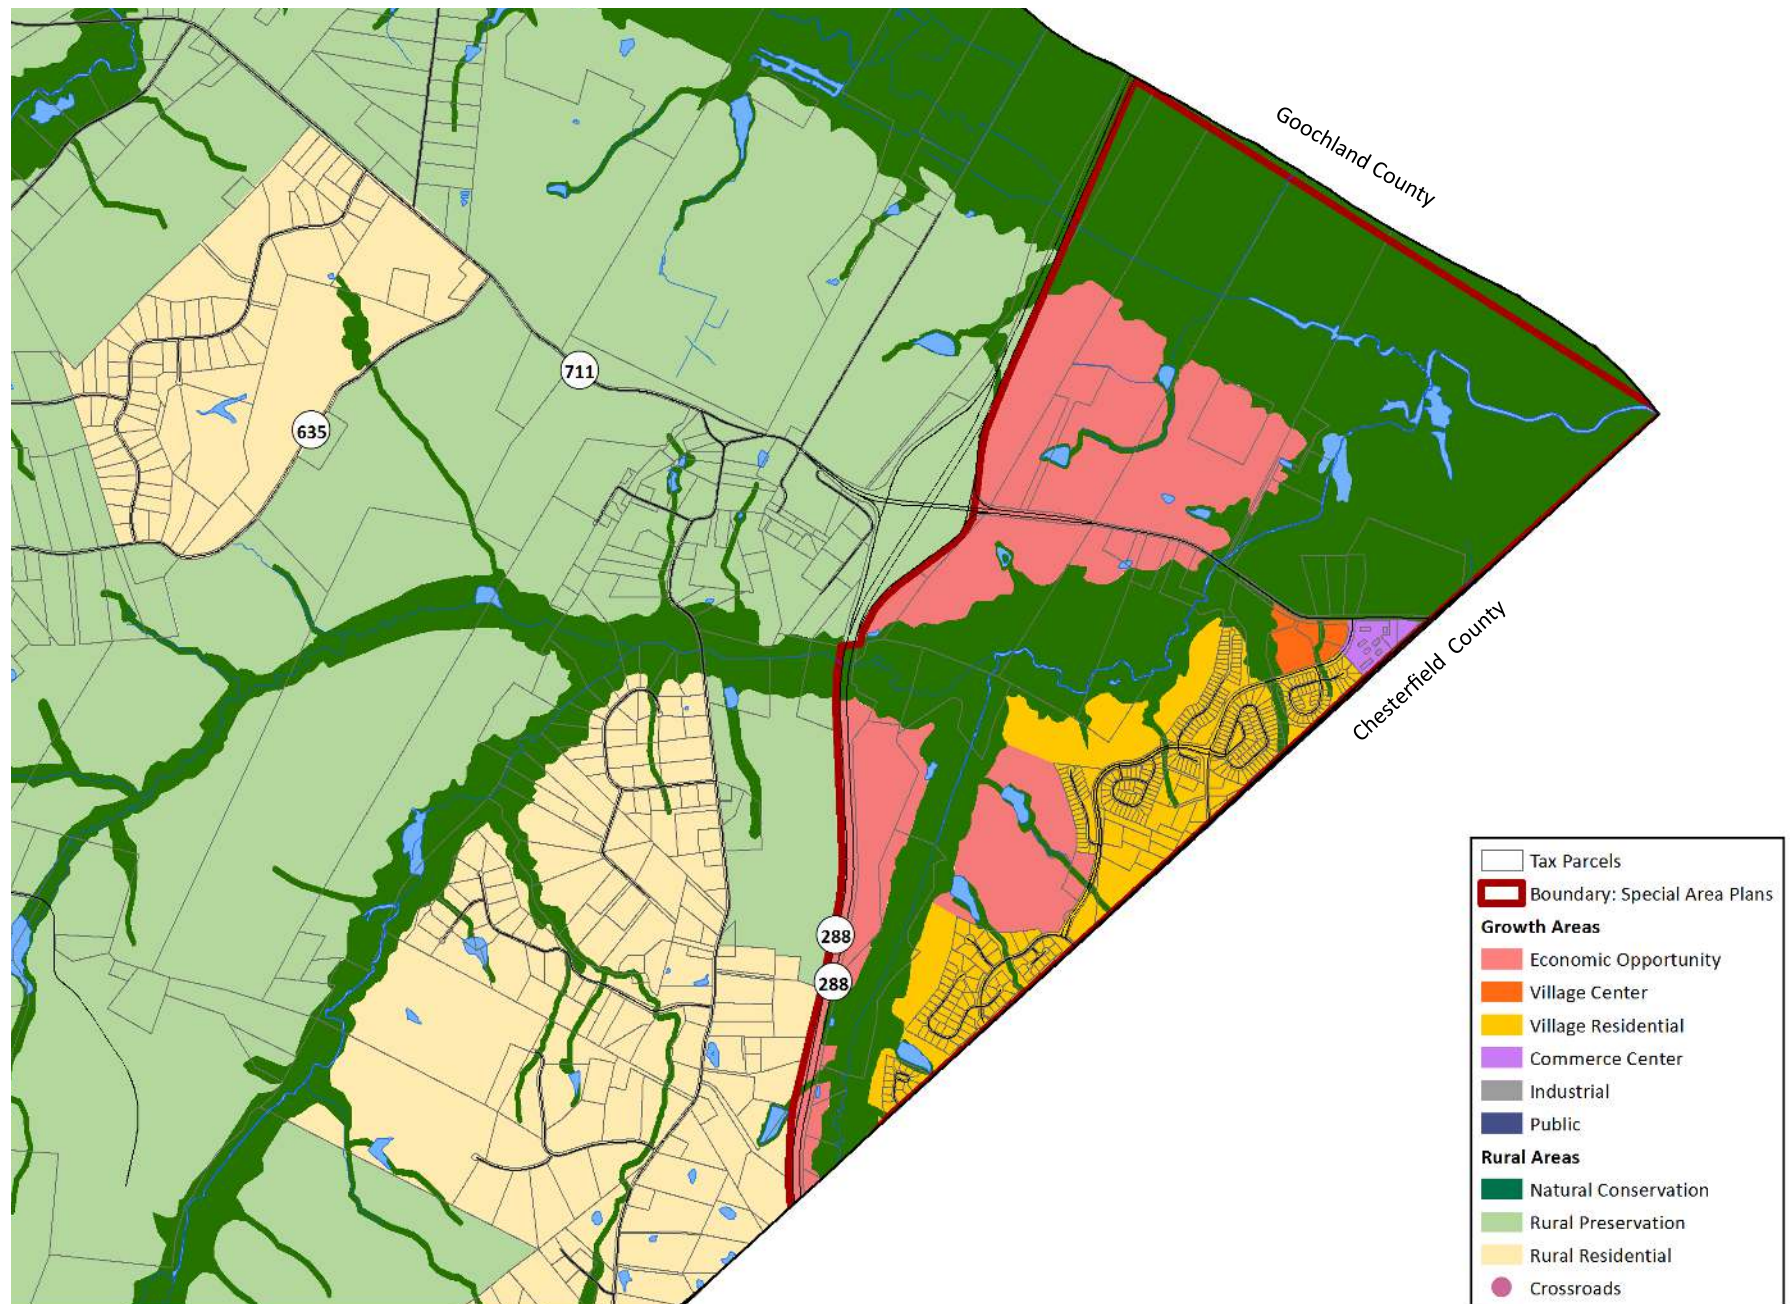 Goochland County
711
635
Chesterfield County
288
288
Tax Parcels
Boundary: Special Area Plans
Growth Areas
Economic Opportunity
Village Center
Village Residential
Commerce Center
Industrial
Public
Rural Areas
Natural Conservation
Rural Preservation
Rural Residential
Crossroads